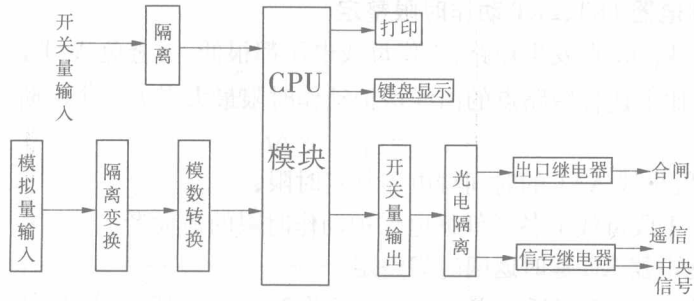 开关量输入
隔离
CPU
模块
打印
键盘显示
模拟量输入
隔离变换
模数转换
开关量输出
光电隔离
出口继电器
合闸
信号继电器
遥信
中央
信号